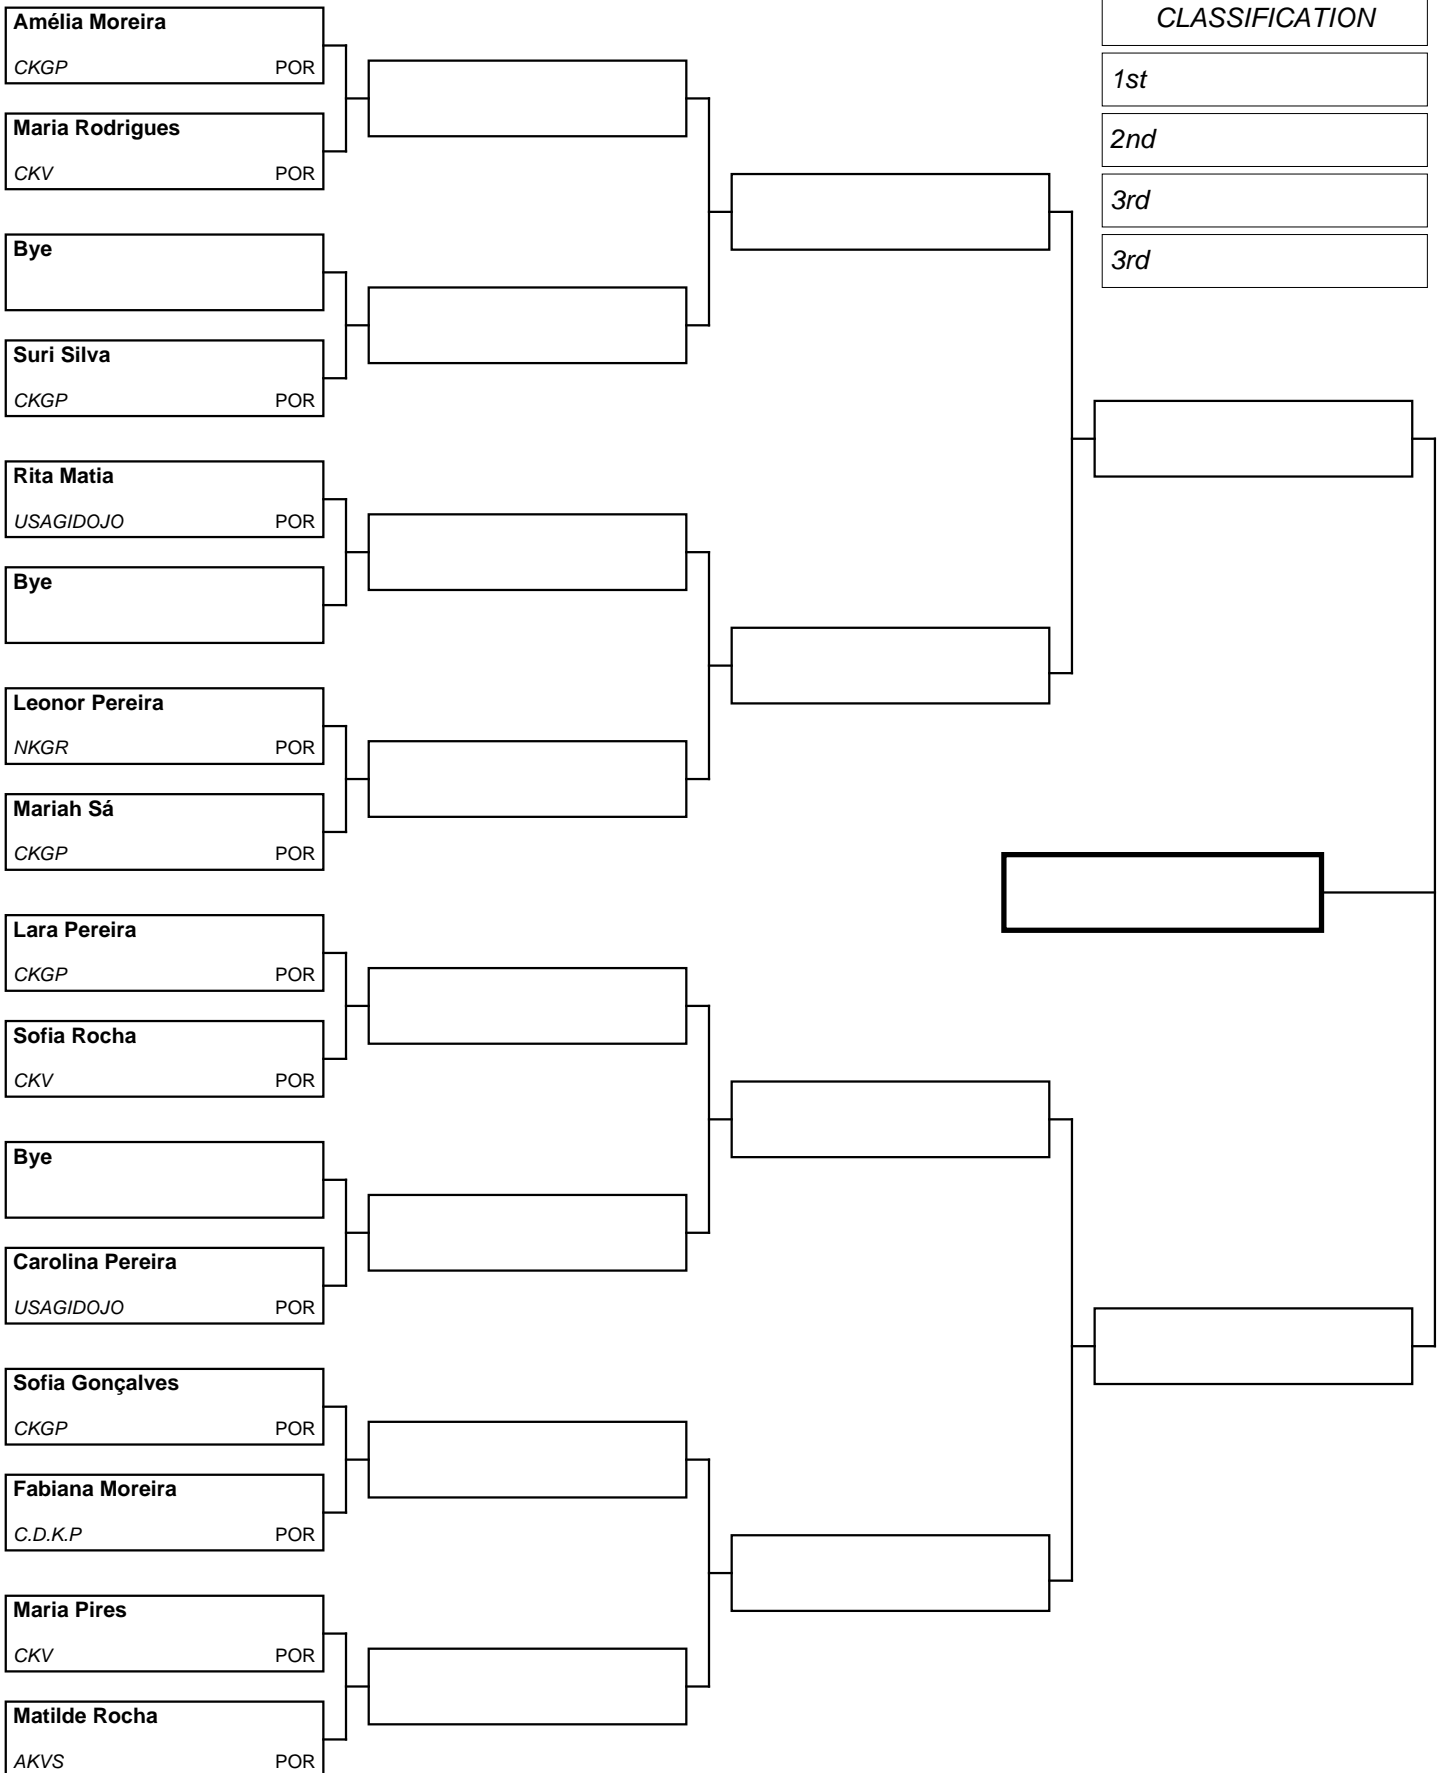 Amélia Moreira
CKGP POR
Maria Rodrigues
CKV POR
Bye
Suri Silva
CKGP POR
Rita Matia
USAGIDOJO POR
Bye
Leonor Pereira
NKGR POR
Mariah Sá
CKGP POR
Lara Pereira
CKGP POR
Sofia Rocha
CKV POR
Bye
Carolina Pereira
USAGIDOJO POR
Sofia Gonçalves
CKGP POR
Fabiana Moreira
C.D.K.P POR
Maria Pires
CKV POR
Matilde Rocha
AKVS POR
CLASSIFICATION
1st
2nd
3rd
3rd